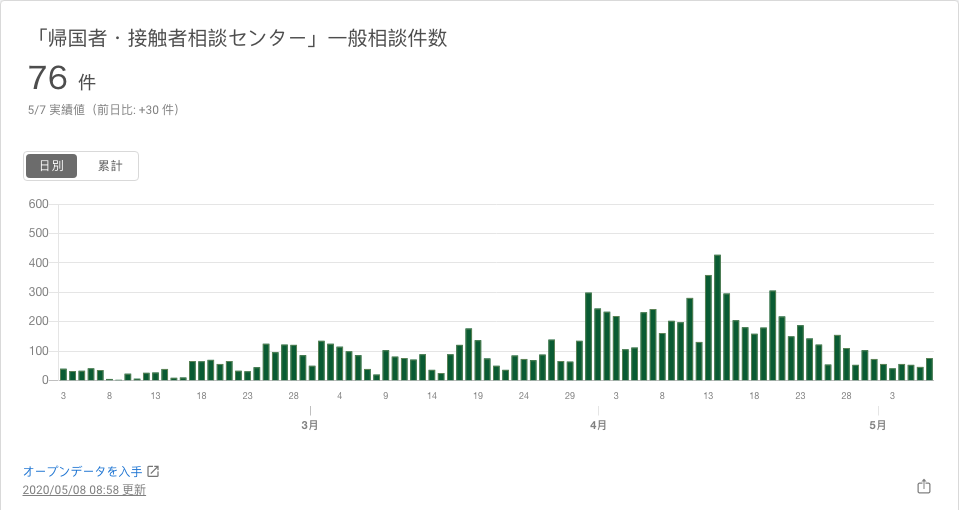 「帰国者・接触者相談センター」一般相談件数
76 件
5/7 実績値（前日比: +30 件）
日別 累計
600
500
400
300
200
100
0
3 8 13 18 23 28 4 9 14 19 24 29 3 8 13 18 23 28 3
3月 4月 5月
オープンデータを入手
2020/05/08 08:58 更新